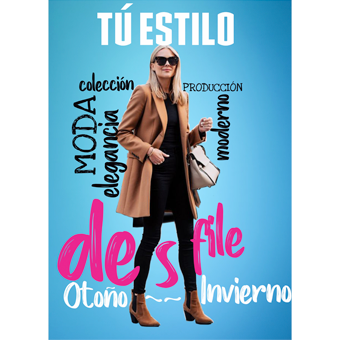 TÚ ESTILO
colección
PRODUCCIÓN
MODA
elegancia
moderno
desfile
Otoño ~~ Invierno